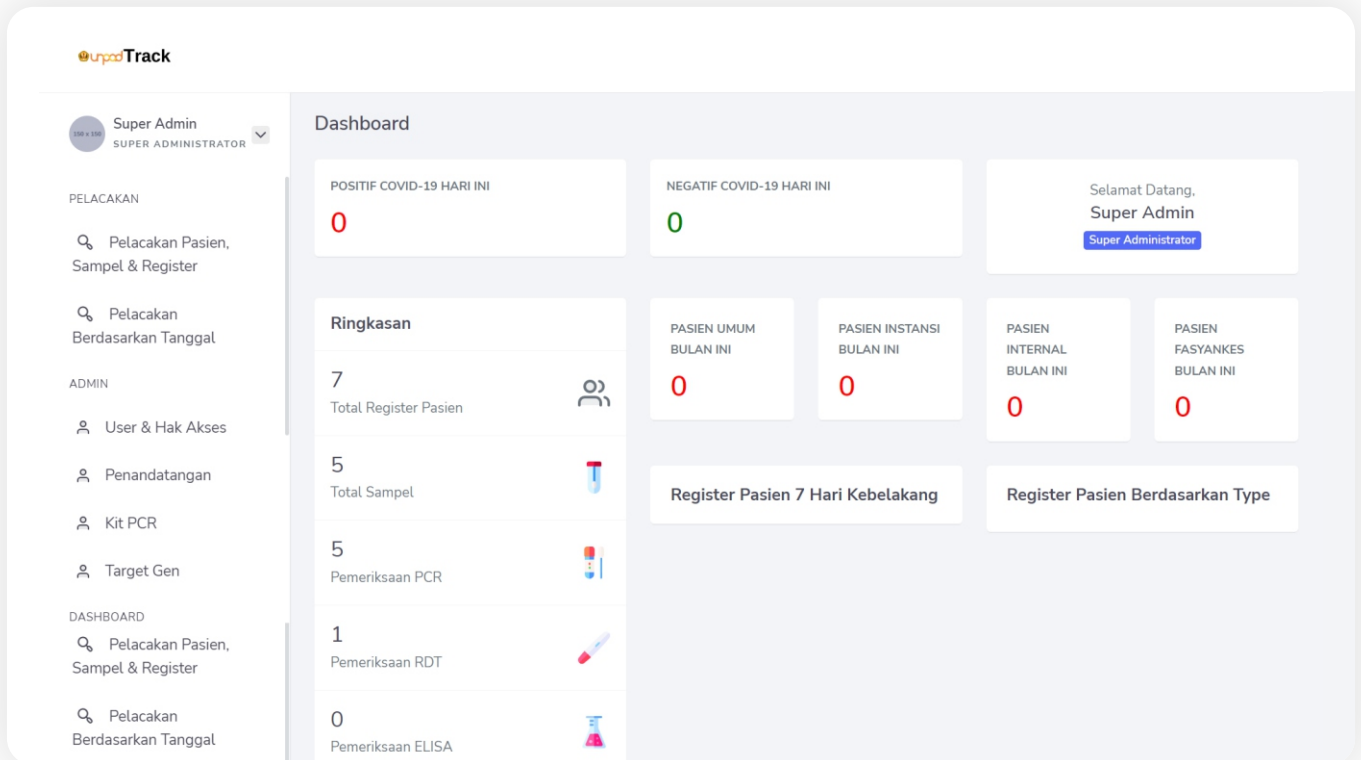 unpad Track
Super Admin
SUPER ADMINISTRATOR
PELACAKAN
Pelacakan Pasien,
Sampel & Register
Pelacakan
Berdasarkan Tanggal
ADMIN
User & Hak Akses
Penandatangan
Kit PCR
Target Gen
DASHBOARD
Pelacakan Pasien,
Sampel & Register
Pelacakan
Berdasarkan Tanggal
Dashboard
POSITIF COVID-19 HARI INI
0
NEGATIF COVID-19 HARI INI
0
Selamat Datang,
Super Admin
Super Administrator
Ringkasan
7
Total Register Pasien
5
Total Sampel
5
Pemeriksaan PCR
1
Pemeriksaan RDT
0
Pemeriksaan ELISA
PASIEN UMUM
BULAN INI
0
PASIEN INSTANSI
BULAN INI
0
PASIEN
INTERNAL
BULAN INI
0
PASIEN
FASYANKES
BULAN INI
0
Register Pasien 7 Hari Kebelakang
Register Pasien Berdasarkan Type